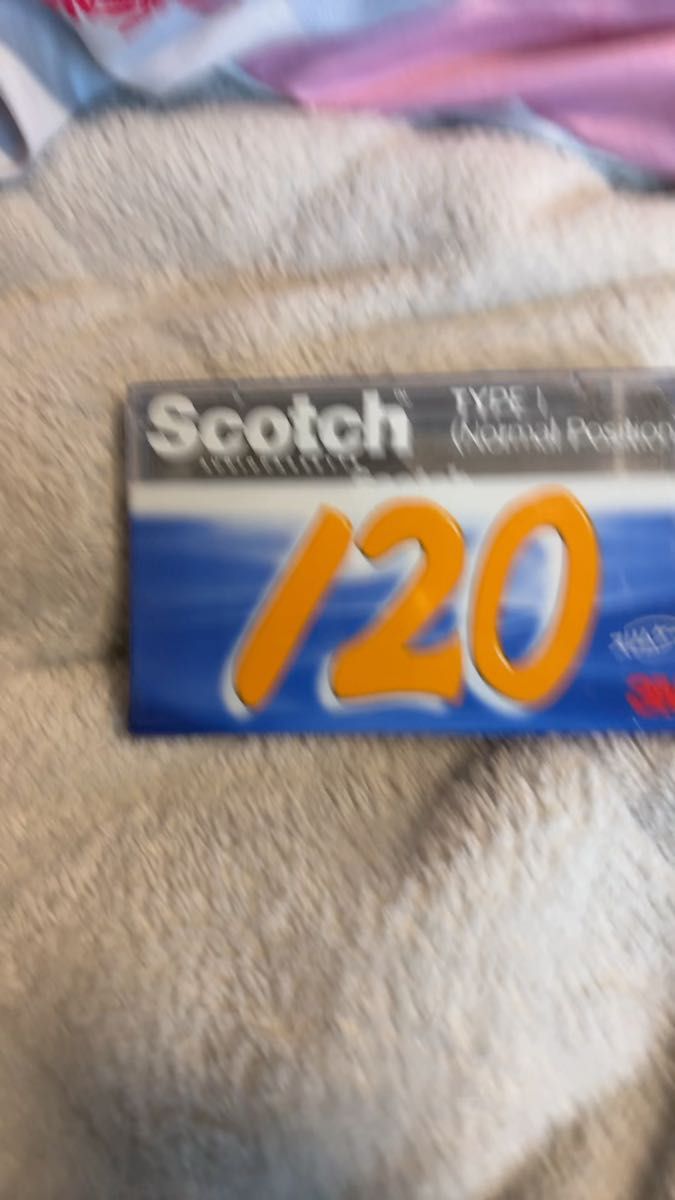 Scotch TYPE I
(Normal Position)
120
3M